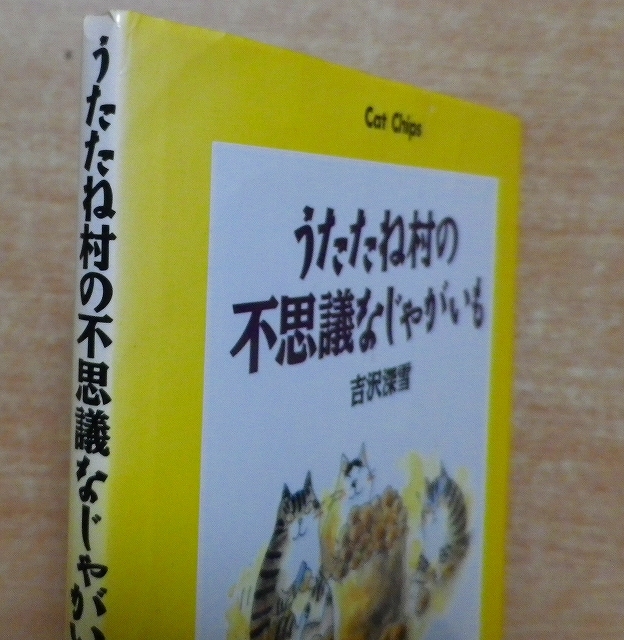 うたたね村の不思議なじゃがい
Cat Chips
うたたね村の
不思議なじゃがいも
吉沢深雪